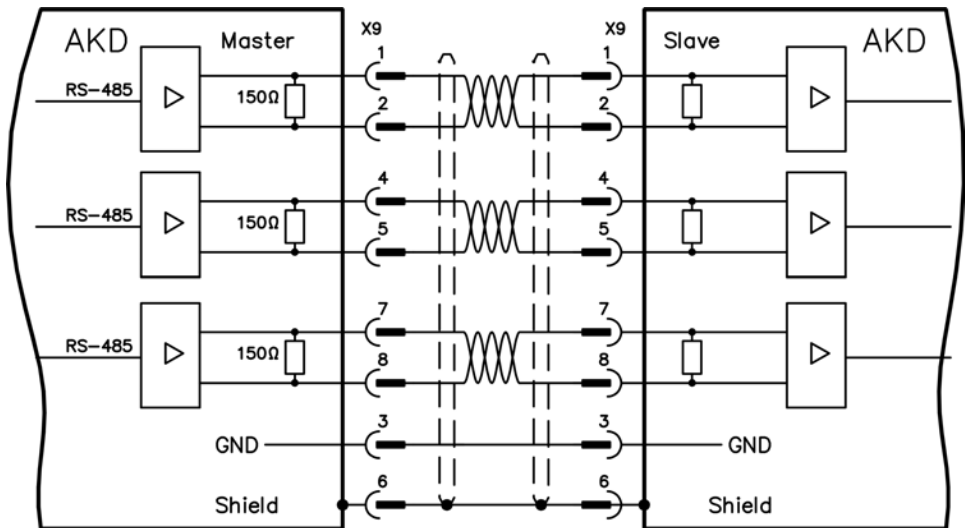 AKD Master X9 X9 Slave AKD
1 1
RS-485 150Ω
2 2
4 4
RS-485 150Ω
5 5
7 7
RS-485 150Ω
8 8
3 3
GND GND
6 6
Shield Shield